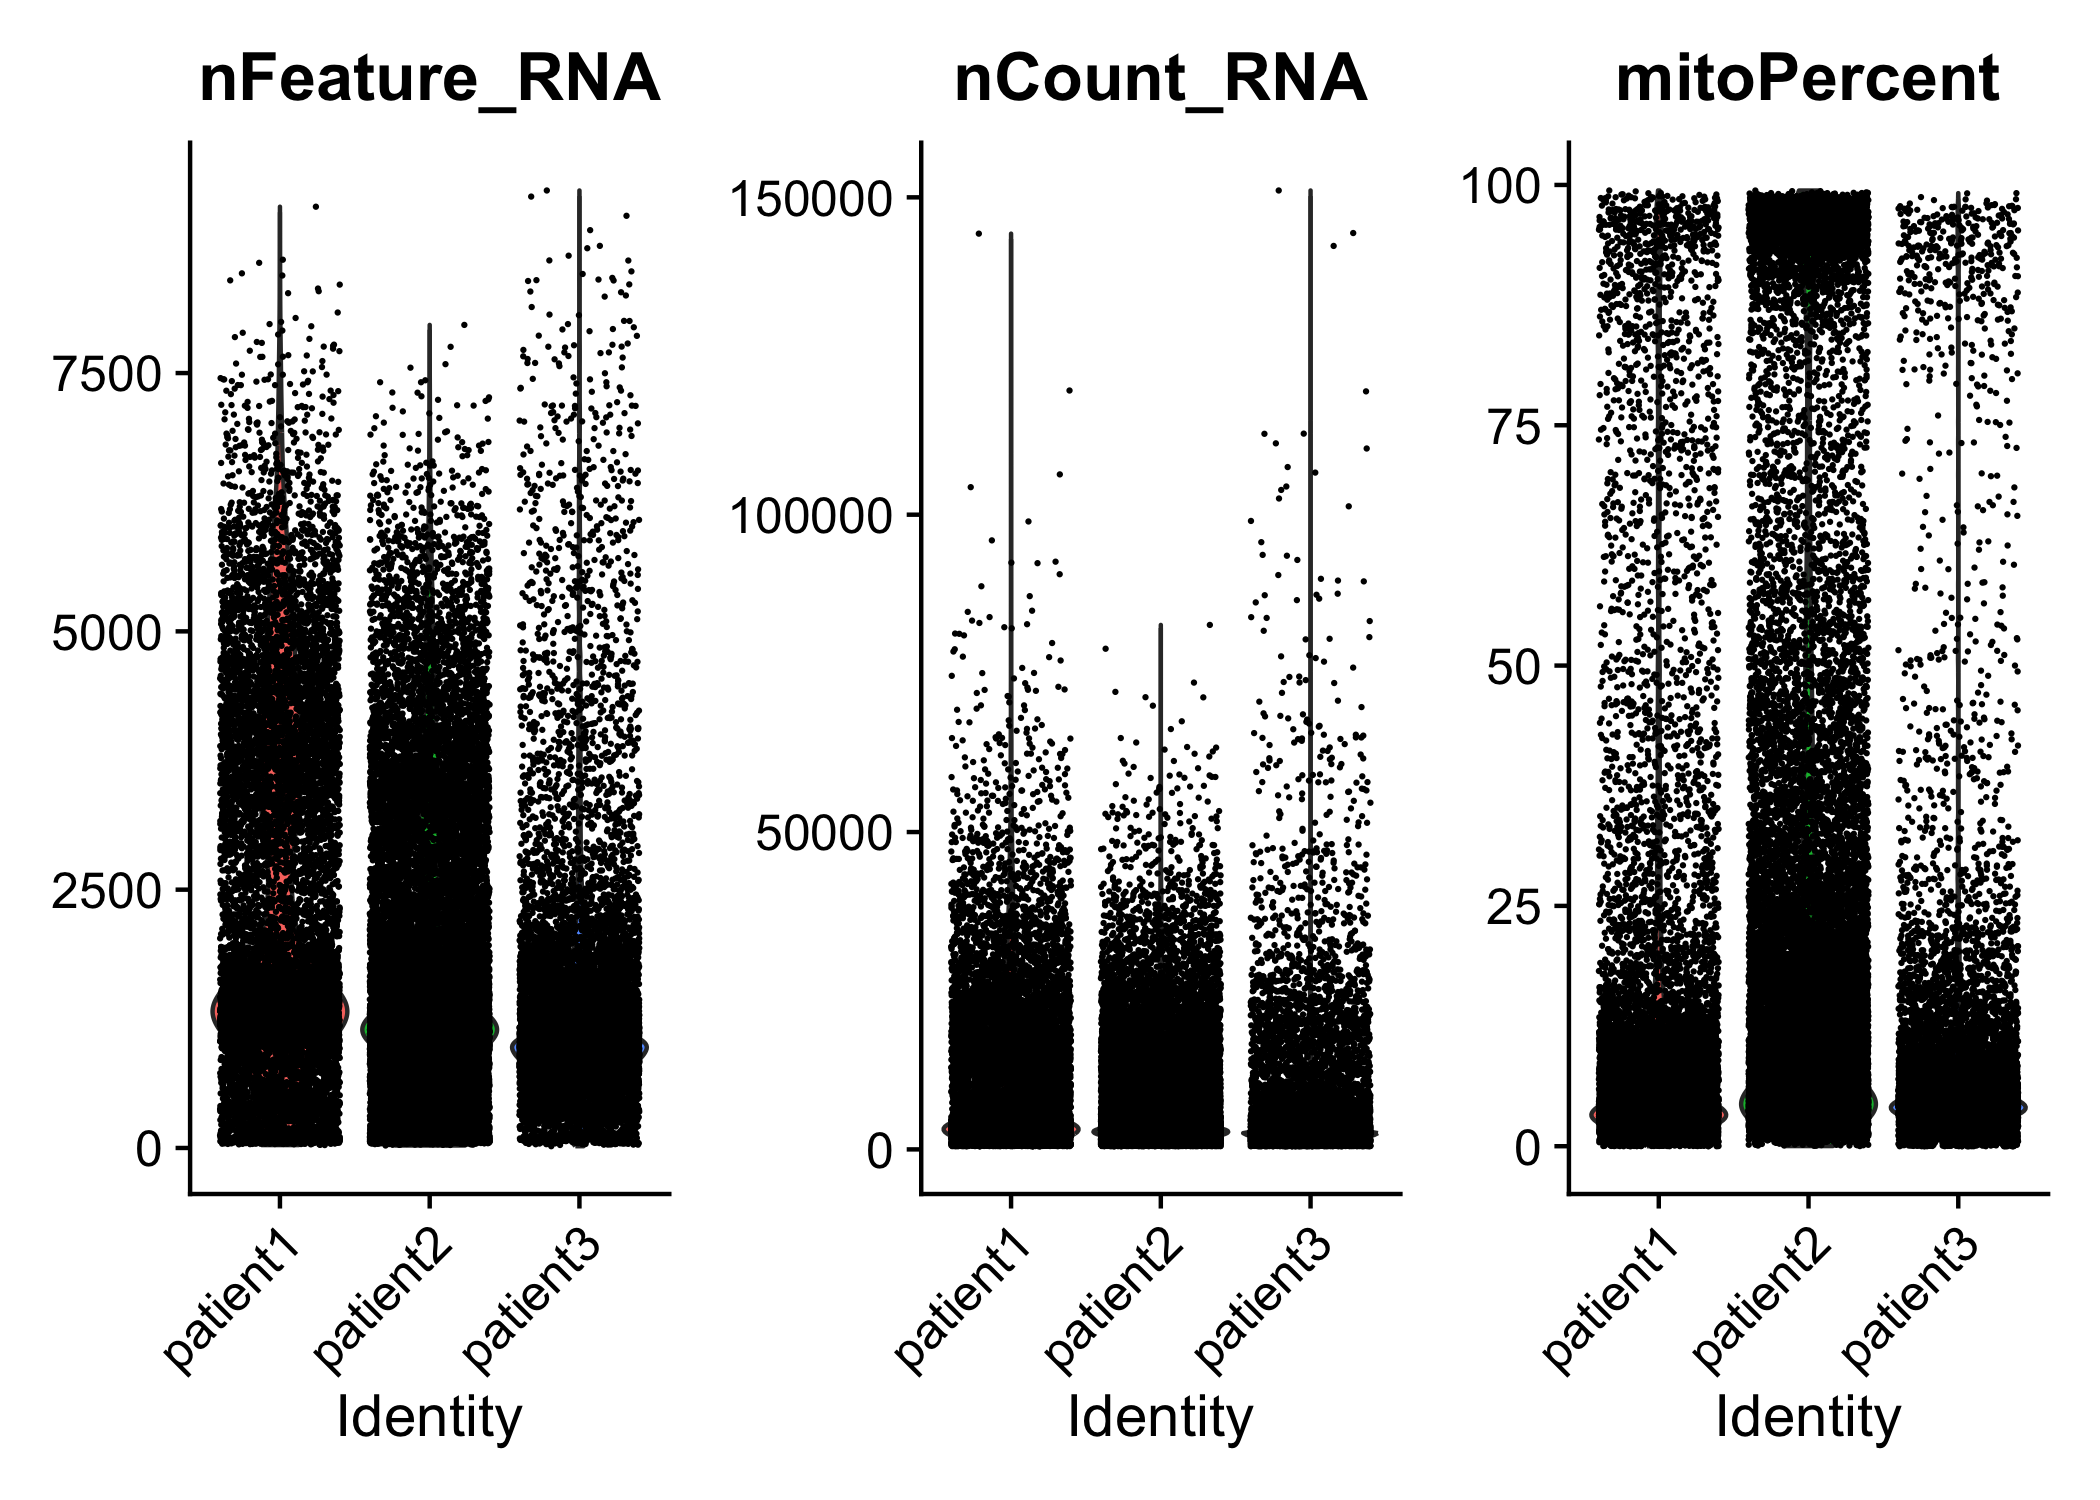 nFeature_RNA
7500
5000
2500
0
patient1
patient2
patient3
Identity
nCount_RNA
150000
100000
50000
0
patient1
patient2
patient3
Identity
mitoPercent
100
75
50
25
0
patient1
patient2
patient3
Identity